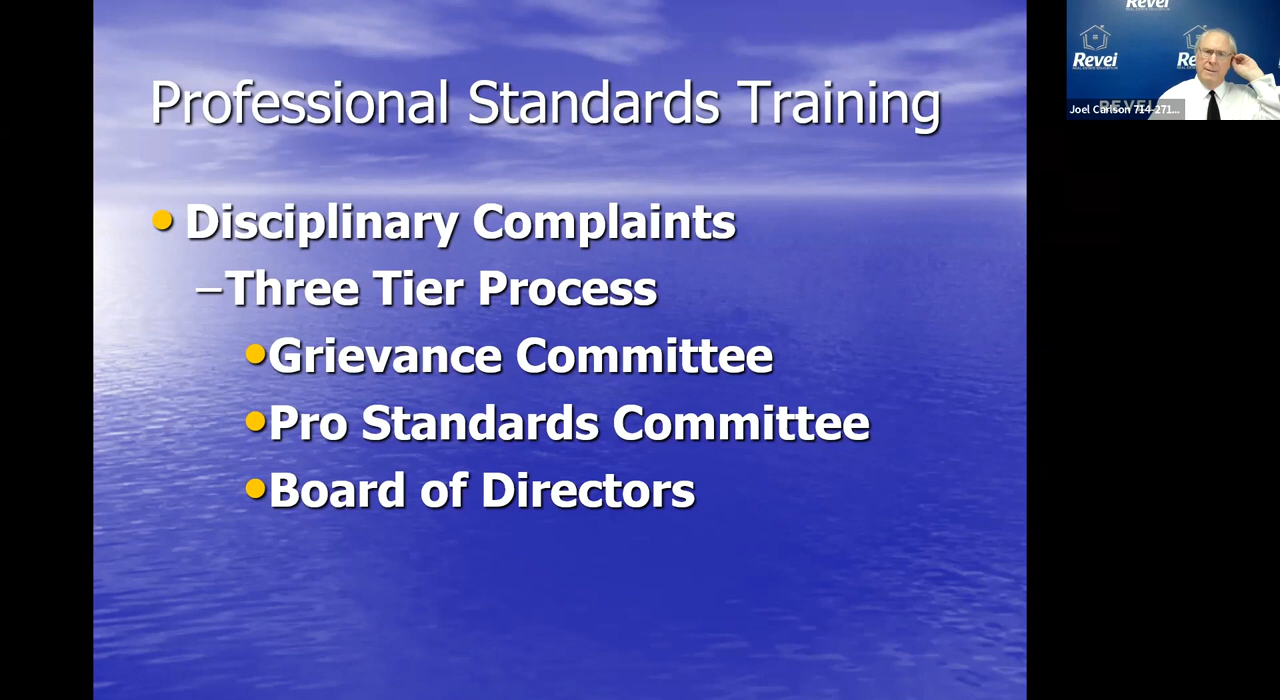 Professional Standards Training
• Disciplinary Complaints
–Three Tier Process
•Grievance Committee
•Pro Standards Committee
•Board of Directors
Revei
Revei
Joel Carlson 714-271...